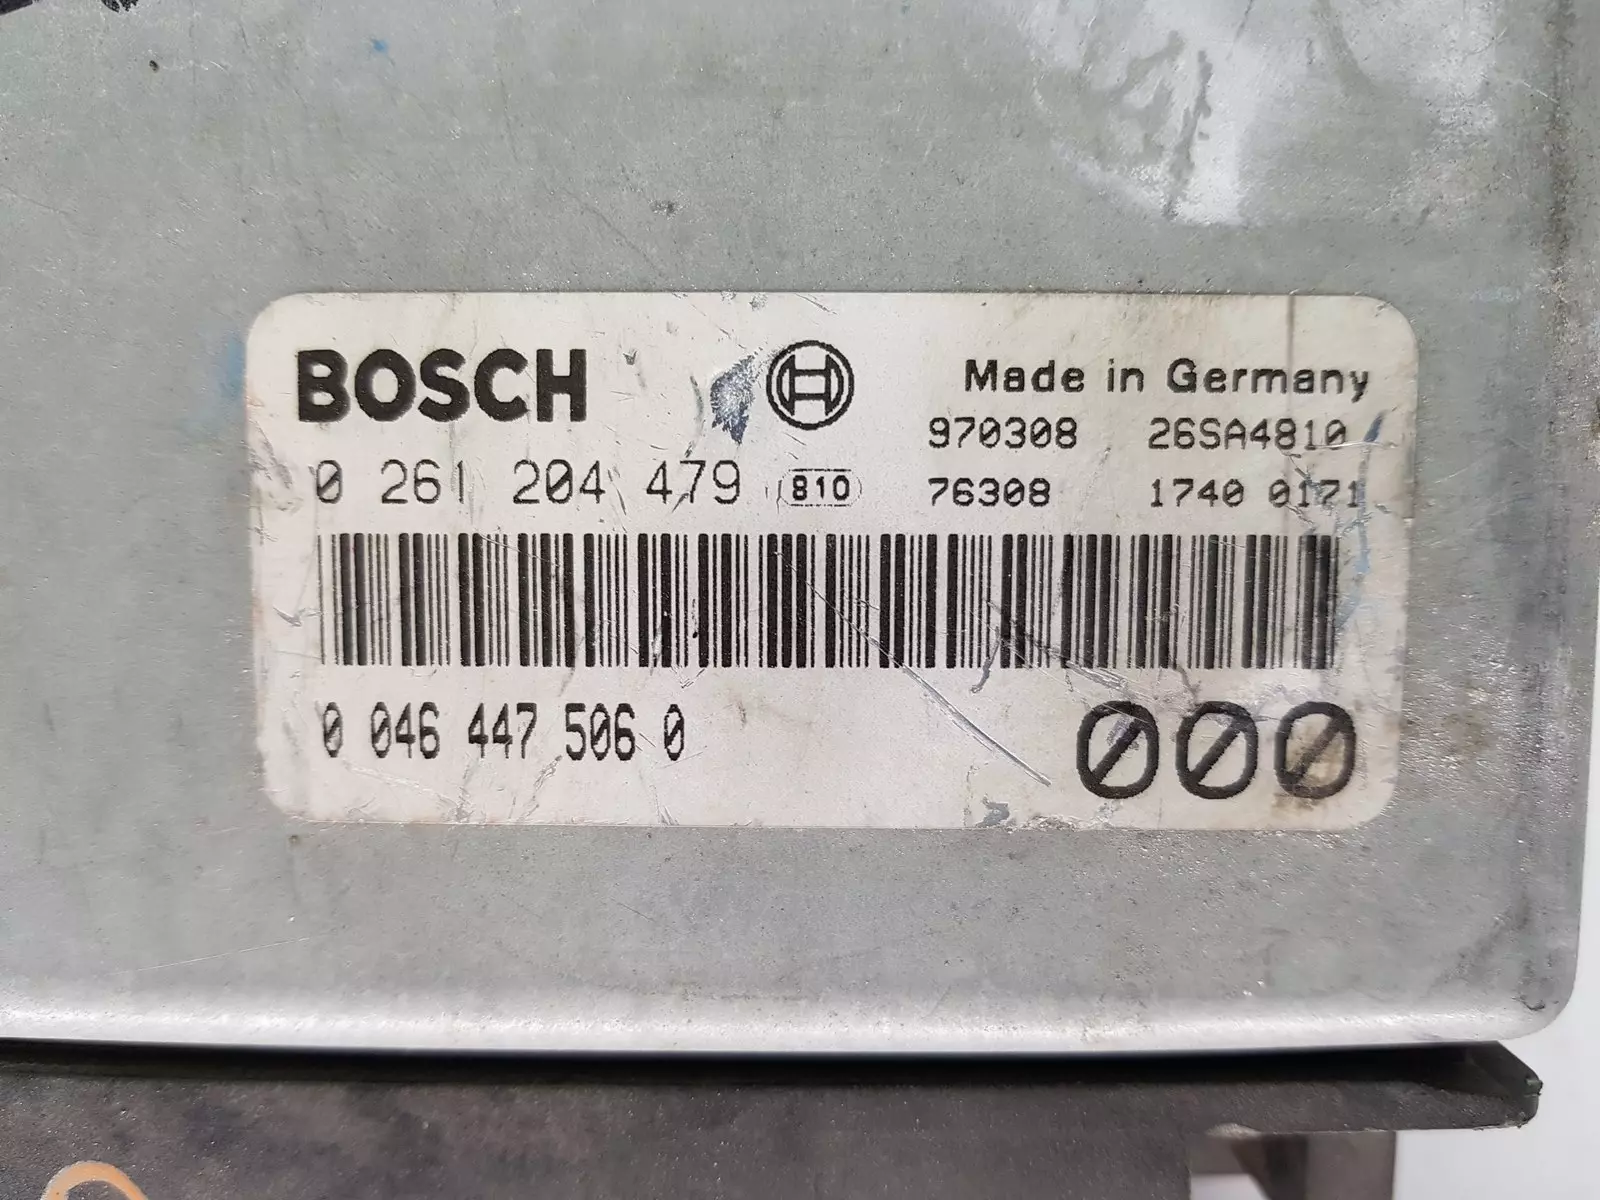 BOSCH
Made in Germany
970308 26SA4810
0 261 204 479 810 76308 1740 0171
0 046 447 506 0
000